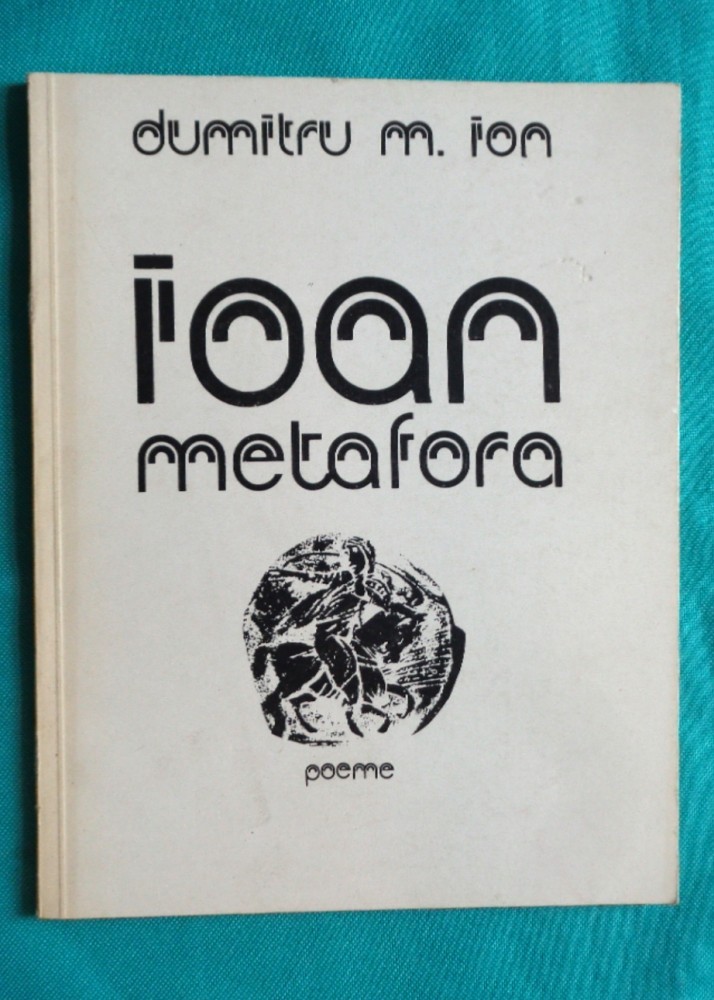 dumitru m. ion
ioan
metafora
poeme